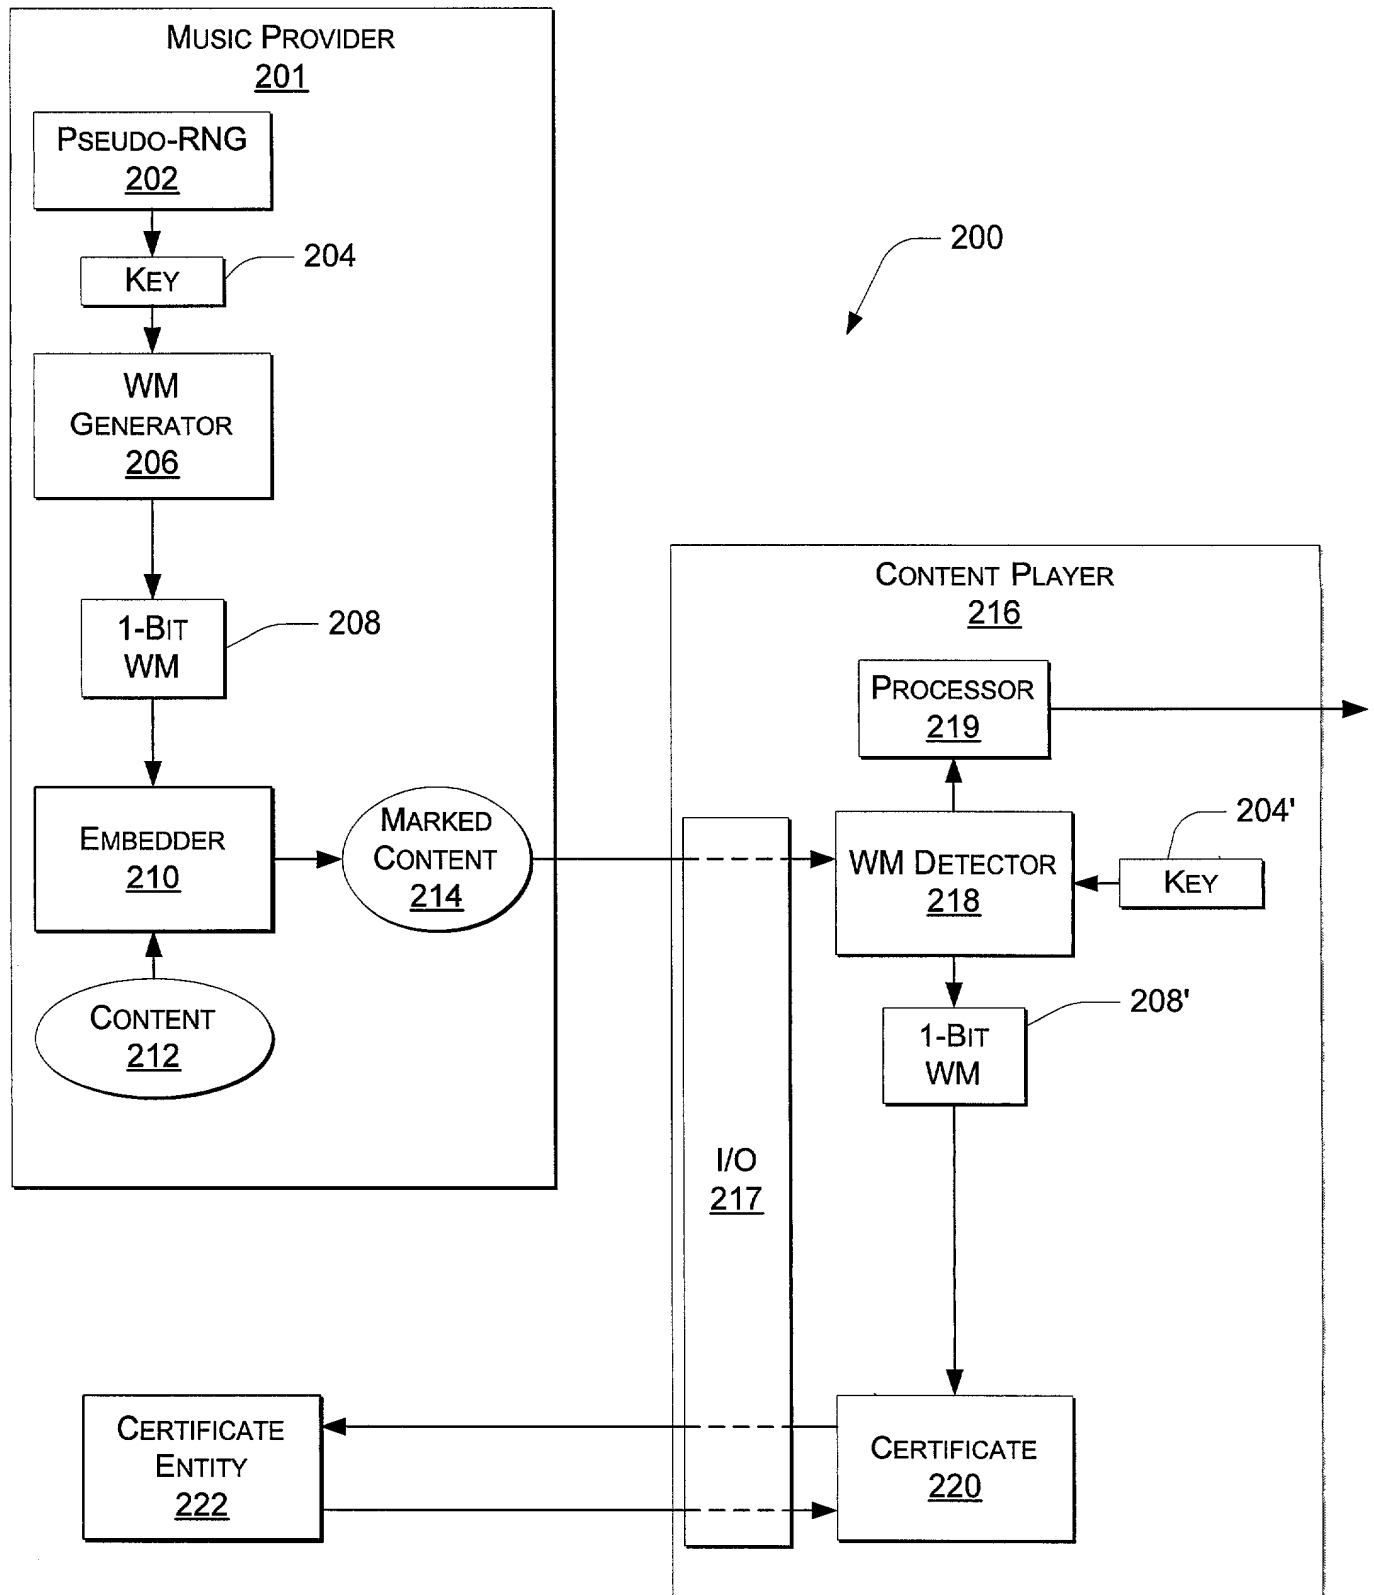 MUSIC PROVIDER
201
PSEUDO-RNG
202
KEY
204
WM
GENERATOR
206
1-BIT
WM
208
EMBEDDER
210
MARKED
CONTENT
214
CONTENT
212
200
CONTENT PLAYER
216
PROCESSOR
219
WM DETECTOR
218
204'
KEY
208'
1-BIT
WM
I/O
217
CERTIFICATE
ENTITY
222
CERTIFICATE
220